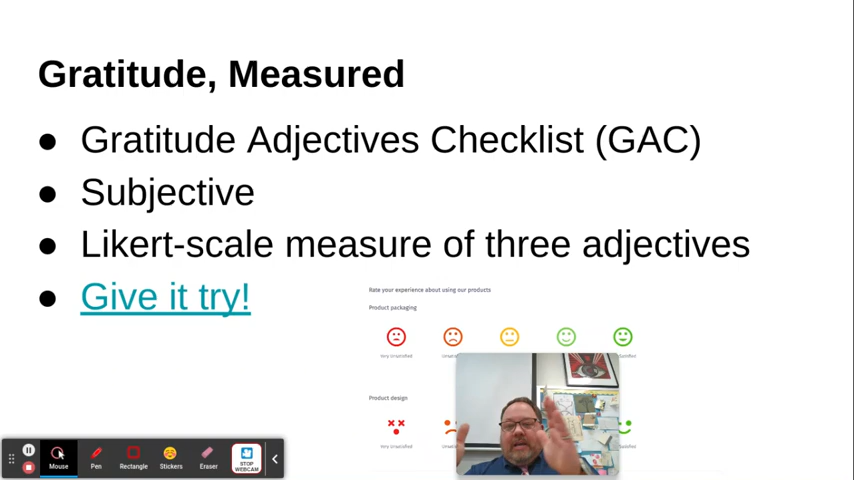 Gratitude, Measured
● Gratitude Adjectives Checklist (GAC)
● Subjective
● Likert-scale measure of three adjectives
● Give it try!
Rate your experience about using our products
Product packaging
Very Unsatisfied
Product design
Very Unsatisfied
Mouse
Pen
Rectangle
Stickers
Eraser
STOP
WEBCAM